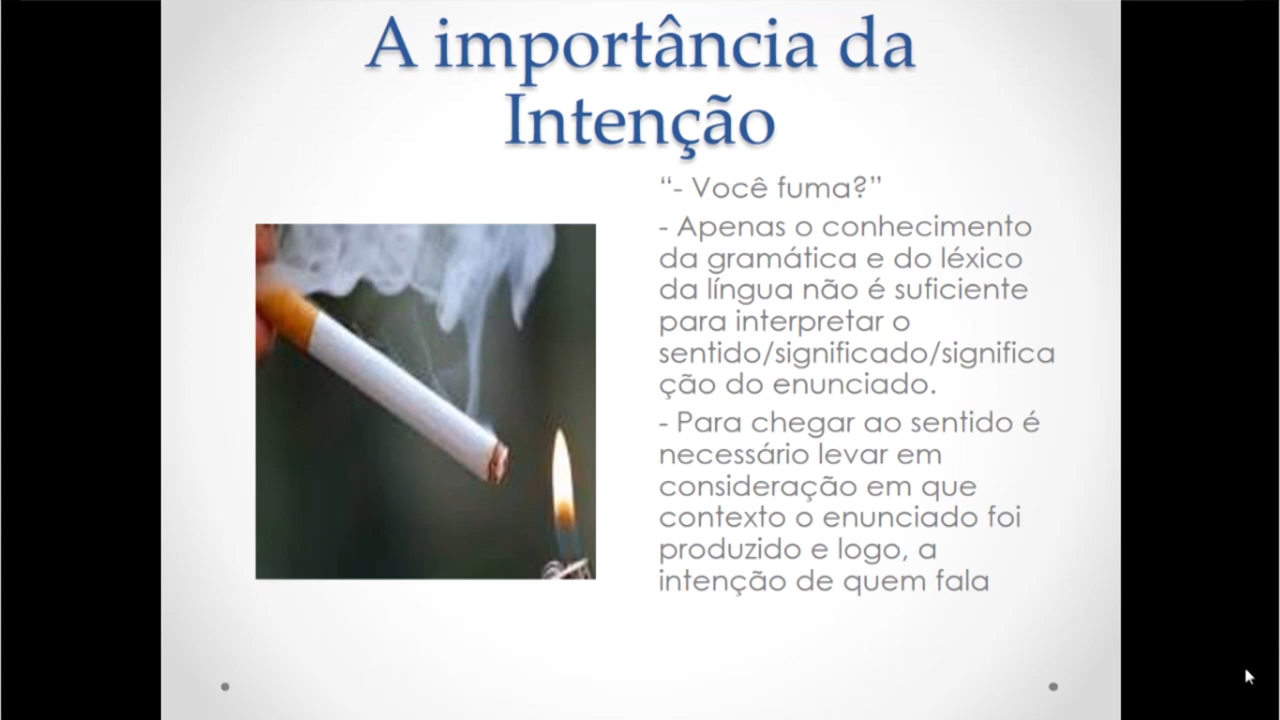 A importância da
Intenção
“- Você fuma?”
- Apenas o conhecimento
da gramática e do léxico
da língua não é suficiente
para interpretar o
sentido/significado/significa
ção do enunciado.
- Para chegar ao sentido é
necessário levar em
consideração em que
contexto o enunciado foi
produzido e logo, a
intenção de quem fala